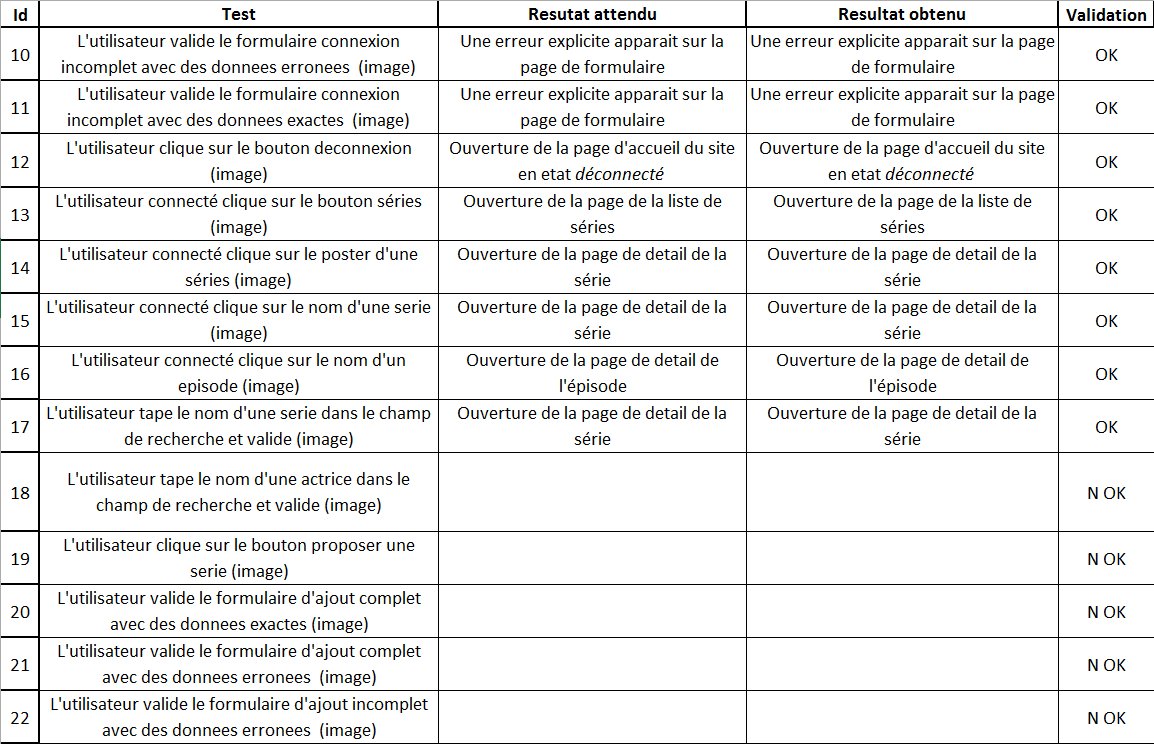 Id Test Resutat attendu Resultat obtenu Validation
10 L'utilisateur valide le formulaire connexion incomplet avec des donnees erronees (image) Une erreur explicite apparait sur la page de formulaire Une erreur explicite apparait sur la page de formulaire OK
11 L'utilisateur valide le formulaire connexion incomplet avec des donnees exactes (image) Une erreur explicite apparait sur la page de formulaire Une erreur explicite apparait sur la page de formulaire OK
12 L'utilisateur clique sur le bouton deconnexion (image) Ouverture de la page d'accueil du site en etat déconnecté Ouverture de la page d'accueil du site en etat déconnecté OK
13 L'utilisateur connecté clique sur le bouton séries (image) Ouverture de la page de la liste de séries Ouverture de la page de la liste de séries OK
14 L'utilisateur connecté clique sur le poster d'une séries (image) Ouverture de la page de detail de la série Ouverture de la page de detail de la série OK
15 L'utilisateur connecté clique sur le nom d'une serie (image) Ouverture de la page de detail de la série Ouverture de la page de detail de la série OK
16 L'utilisateur connecté clique sur le nom d'un episode (image) Ouverture de la page de detail de l'épisode Ouverture de la page de detail de l'épisode OK
17 L'utilisateur tape le nom d'une serie dans le champ de recherche et valide (image) Ouverture de la page de detail de la série Ouverture de la page de detail de la série OK
18 L'utilisateur tape le nom d'une actrice dans le champ de recherche et valide (image) N OK
19 L'utilisateur clique sur le bouton proposer une serie (image) N OK
20 L'utilisateur valide le formulaire d'ajout complet avec des donnees exactes (image) N OK
21 L'utilisateur valide le formulaire d'ajout complet avec des donnees erronees (image) N OK
22 L'utilisateur valide le formulaire d'ajout incomplet avec des donnees erronees (image) N OK